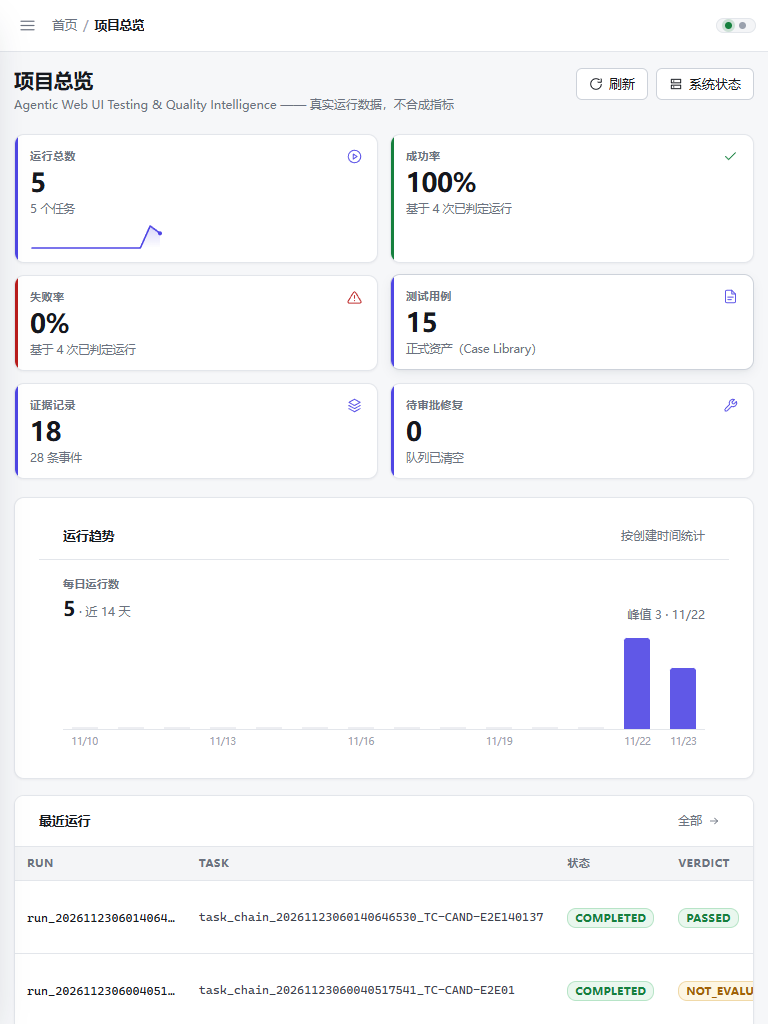 首页 / 项目总览
项目总览
Agentic Web UI Testing & Quality Intelligence —— 真实运行数据，不合成指标
刷新
系统状态
运行总数
5
5 个任务
成功率
100%
基于 4 次已判定运行
失败率
0%
基于 4 次已判定运行
测试用例
15
正式资产（Case Library）
证据记录
18
28 条事件
待审批修复
0
队列已清空
运行趋势
按创建时间统计
每日运行数
5 · 近 14 天
峰值 3 · 11/22
11/10 11/13 11/16 11/19 11/22 11/23
最近运行
全部 →
RUN TASK 状态 VERDICT
run_2026112306014064… task_chain_20261123060140646530_TC-CAND-E2E140137 COMPLETED PASSED
run_2026112306004051… task_chain_20261123060040517541_TC-CAND-E2E01 COMPLETED NOT_EVALU